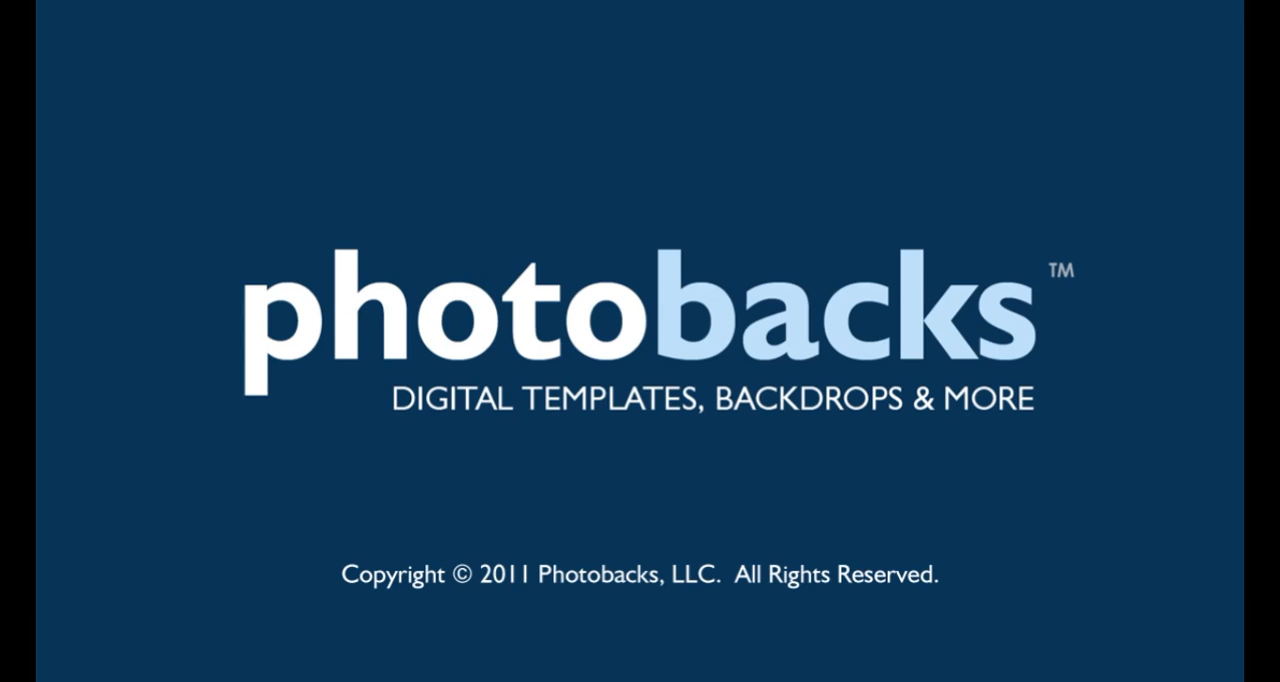 photobacks™
DIGITAL TEMPLATES, BACKDROPS & MORE
Copyright © 2011 Photobacks, LLC.  All Rights Reserved.